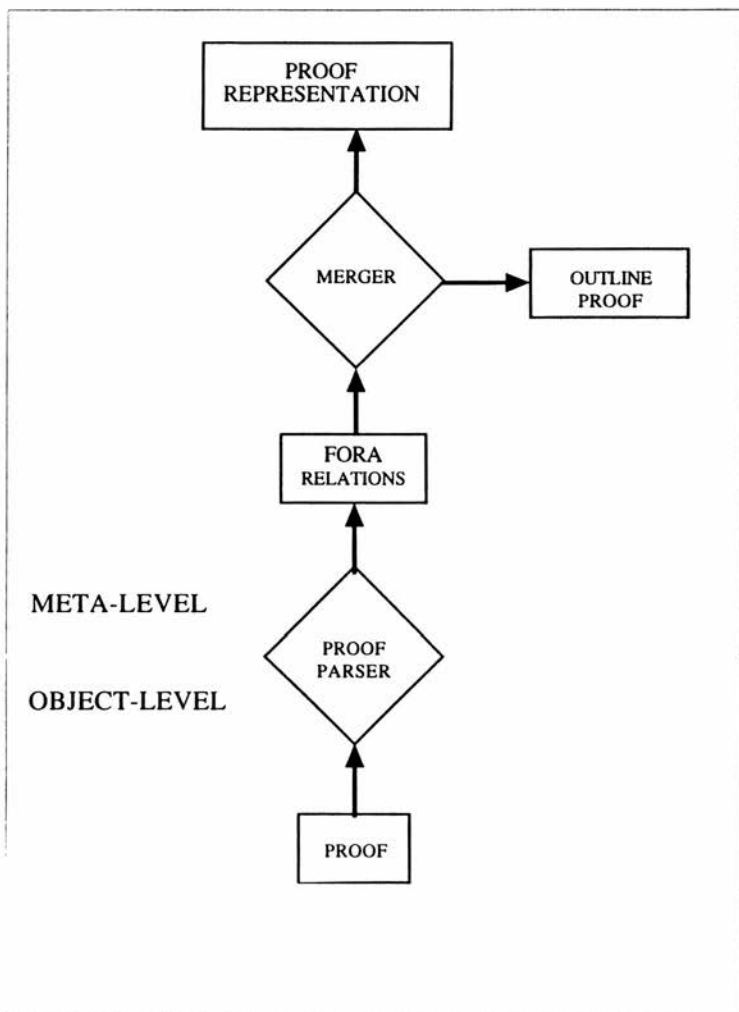 PROOF
REPRESENTATION
MERGER
OUTLINE
PROOF
FORA
RELATIONS
META-LEVEL
PROOF
PARSER
OBJECT-LEVEL
PROOF